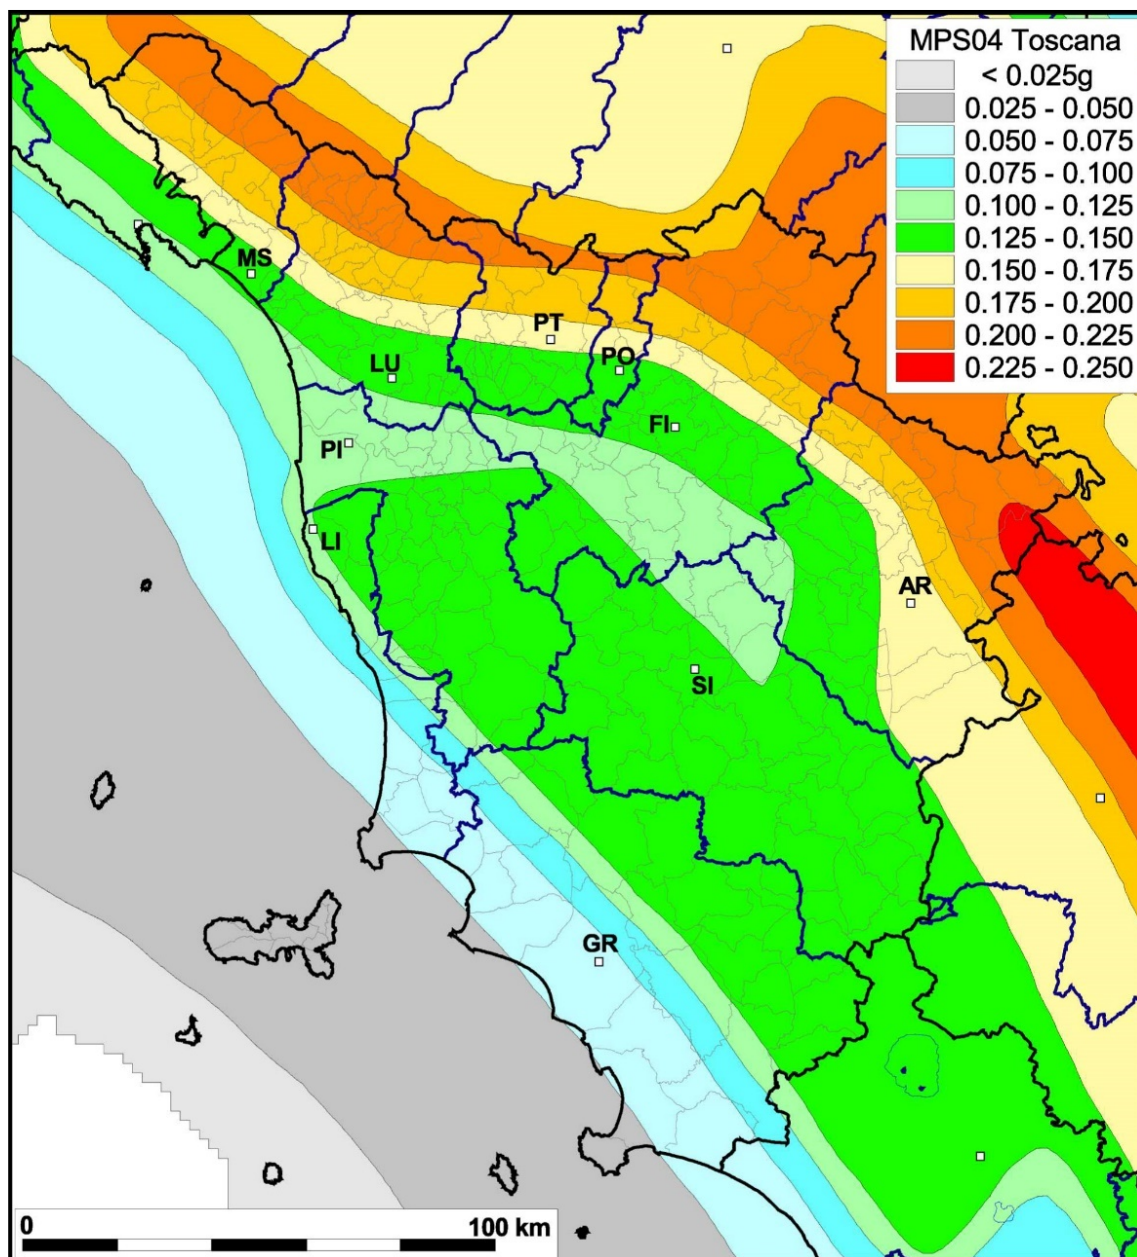 MPS04 Toscana
< 0.025g
0.025 - 0.050
0.050 - 0.075
0.075 - 0.100
0.100 - 0.125
0.125 - 0.150
0.150 - 0.175
0.175 - 0.200
0.200 - 0.225
0.225 - 0.250
MS
PT
LU
PO
FI
PI
LI
AR
SI
GR
0 100 km